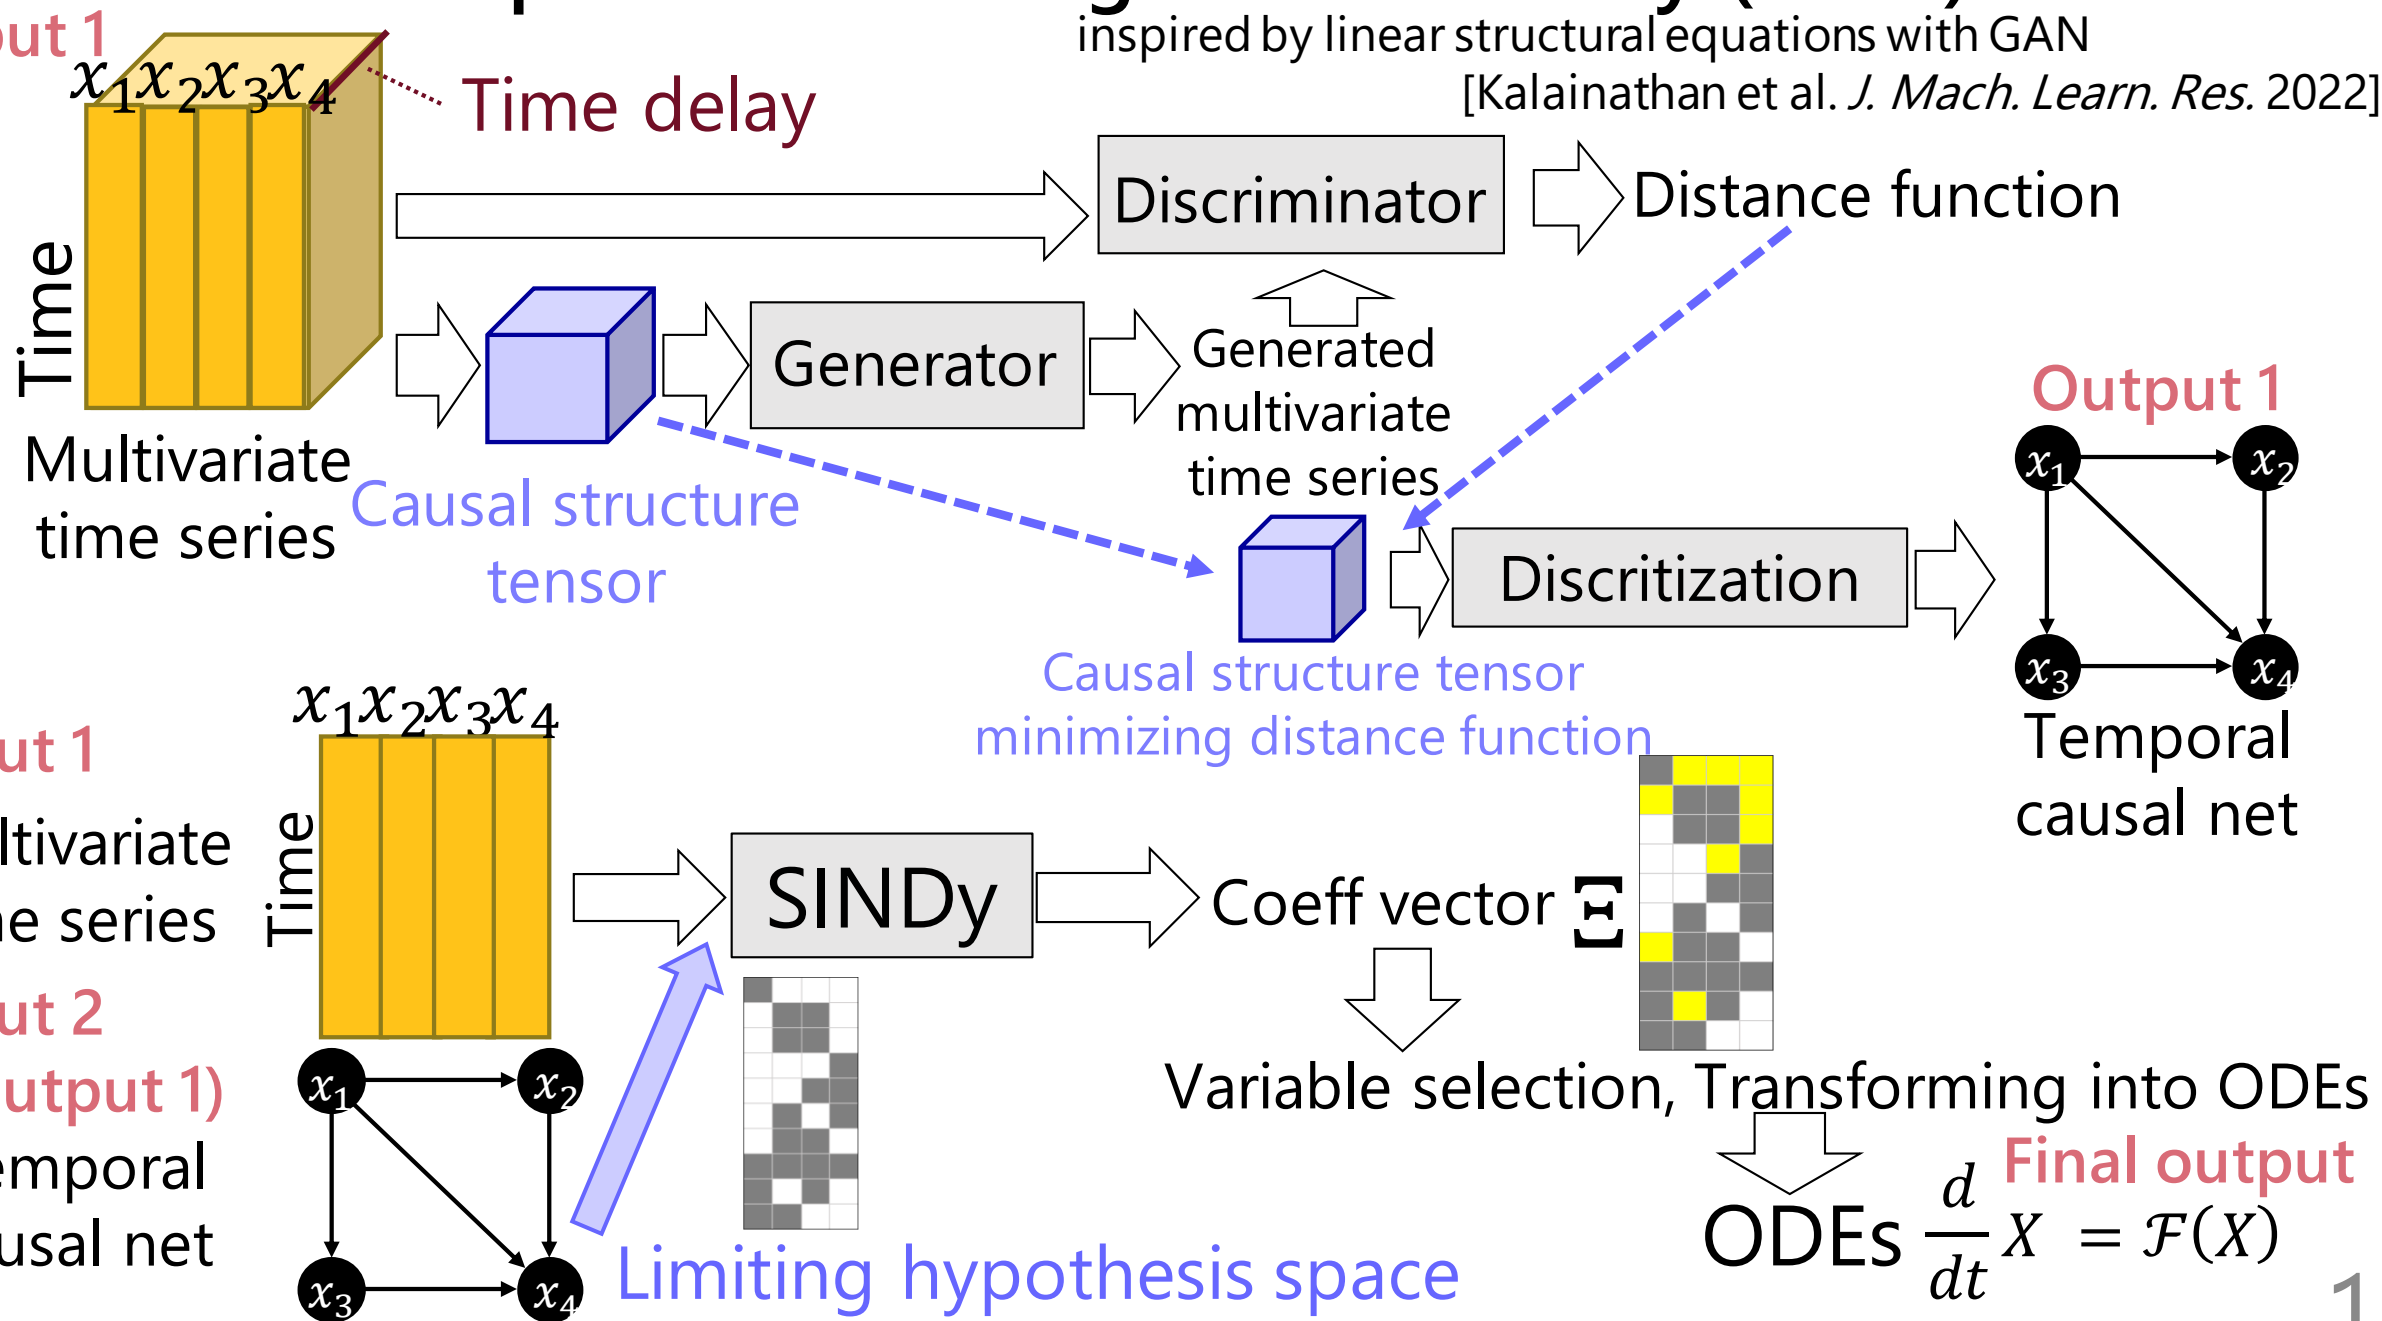 inspired by linear structural equations with GAN
[Kalainathan et al. J. Mach. Learn. Res. 2022]
put 1
x₁x₂x₃x₄
Time delay
Time
Discriminator
Distance function
Generator
Generated
multivariate
time series
Multivariate
time series
Causal structure
tensor
Output 1
x₁
x₂
x₃
x₄
Discritization
Causal structure tensor
minimizing distance function
Temporal
causal net
ut 1
ltivariate
ne series
x₁x₂x₃x₄
Time
SINDy
Coeff vector Ξ
ut 2
utput 1)
emporal
usal net
x₁
x₂
x₃
x₄
Limiting hypothesis space
Variable selection, Transforming into ODEs
Final output
ODEs d/dt X = ℱ(X)
1